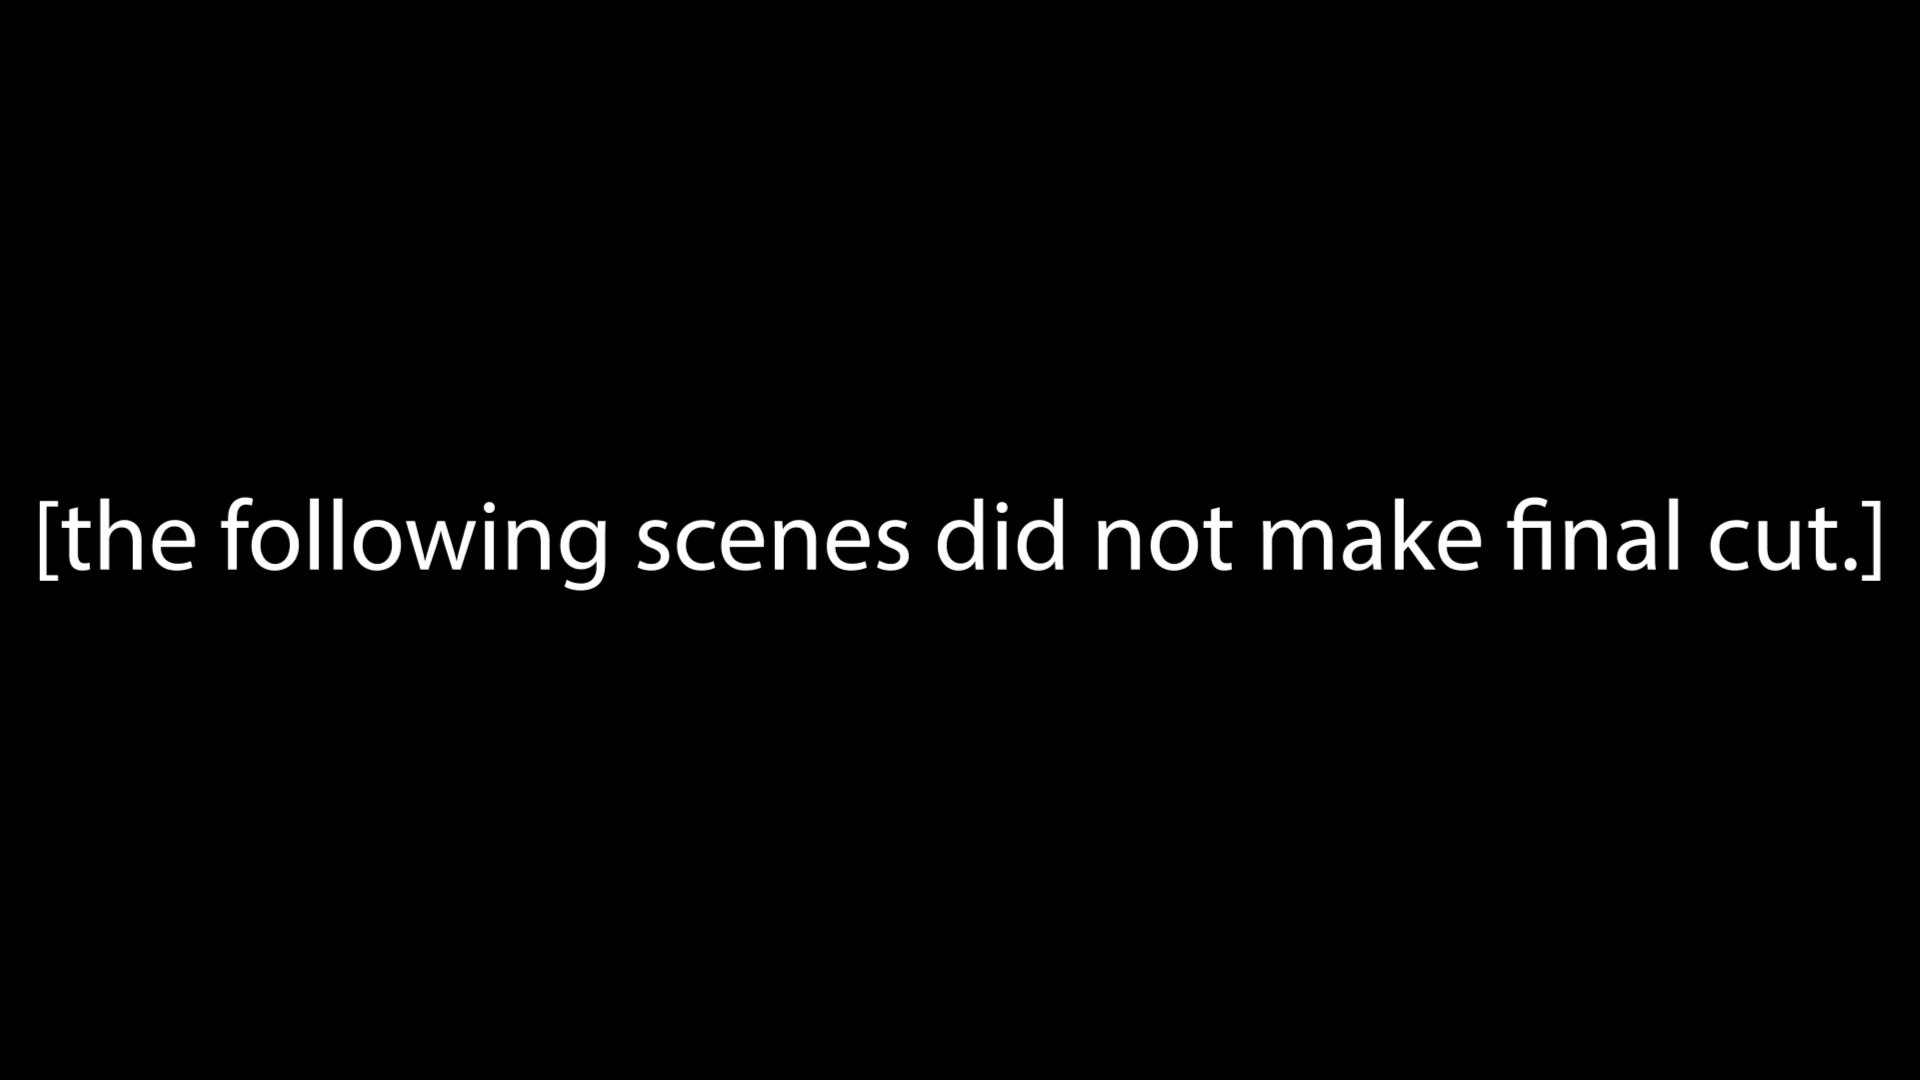 [the following scenes did not make final cut.]